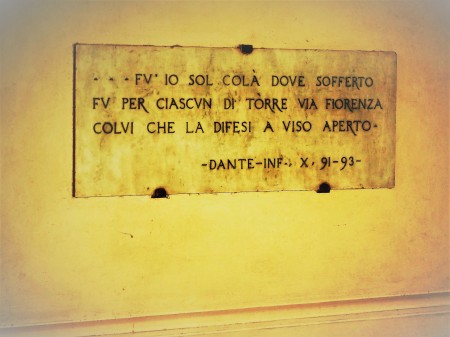 - - - FV' IO SOL COLÀ DOVE SOFFERTO
FV' PER CIASCVN DI TÒRRE VIA FIORENZA
COLVI CHE LA DIFESI A VISO APERTO-
-DANTE-INF., X, 91-93-